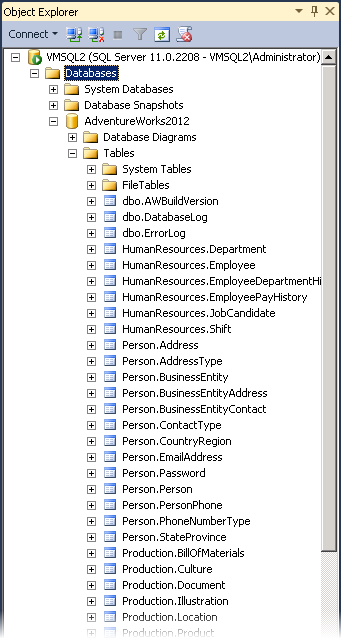 Object Explorer
Connect
VMSQL2 (SQL Server 11.0.2208 - VMSQL2\Administrator)
Databases
System Databases
Database Snapshots
AdventureWorks2012
Database Diagrams
Tables
System Tables
FileTables
dbo.AWBuildVersion
dbo.DatabaseLog
dbo.ErrorLog
HumanResources.Department
HumanResources.Employee
HumanResources.EmployeeDepartmentHi
HumanResources.EmployeePayHistory
HumanResources.JobCandidate
HumanResources.Shift
Person.Address
Person.AddressType
Person.BusinessEntity
Person.BusinessEntityAddress
Person.BusinessEntityContact
Person.ContactType
Person.CountryRegion
Person.EmailAddress
Person.Password
Person.Person
Person.PersonPhone
Person.PhoneNumberType
Person.StateProvince
Production.BillOfMaterials
Production.Culture
Production.Document
Production.Illustration
Production.Location
Production.Product